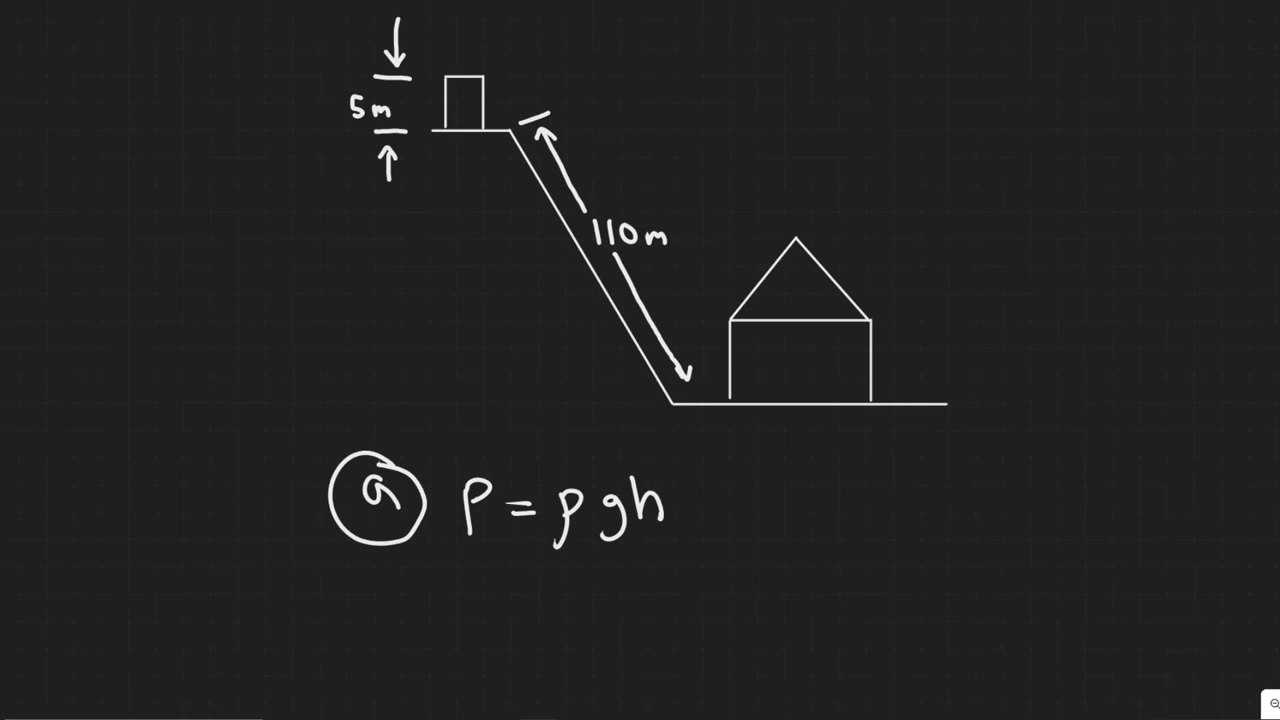 5m
110m
a P = ρgh